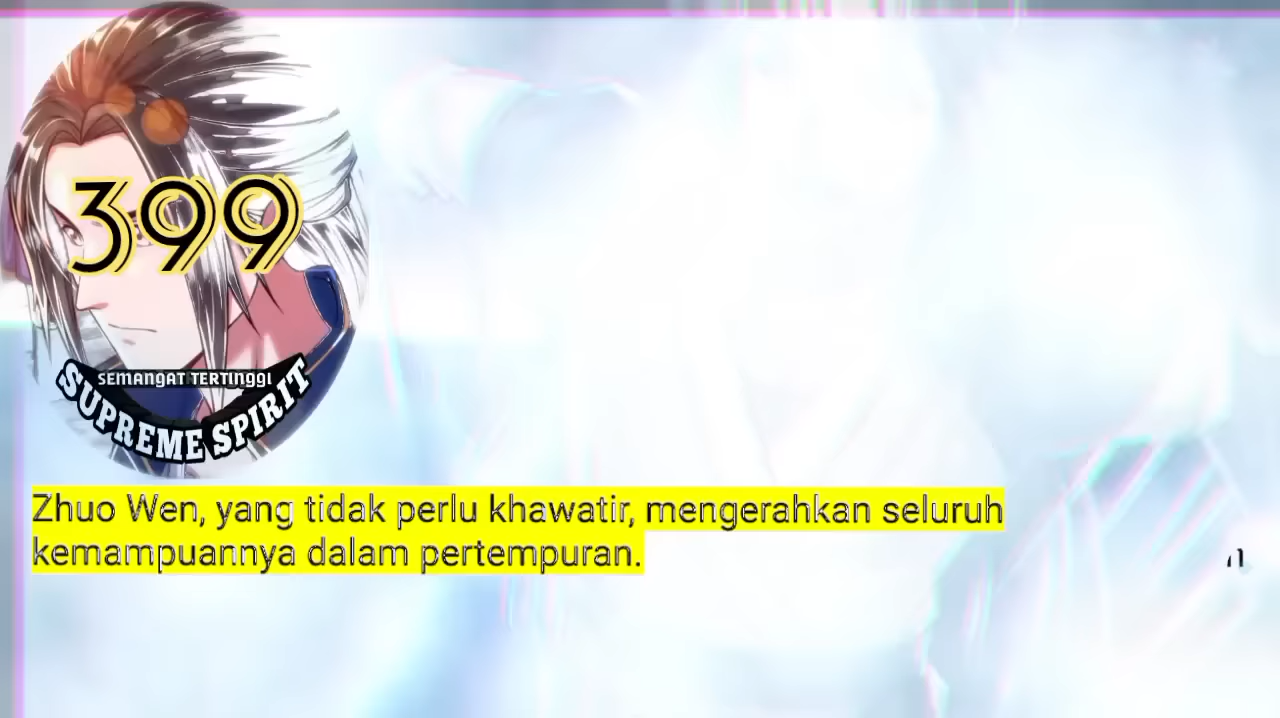 399
SEMANGAT TERTINGGI
SUPREME SPIRIT
Zhuo Wen, yang tidak perlu khawatir, mengerahkan seluruh
kemampuannya dalam pertempuran.
n